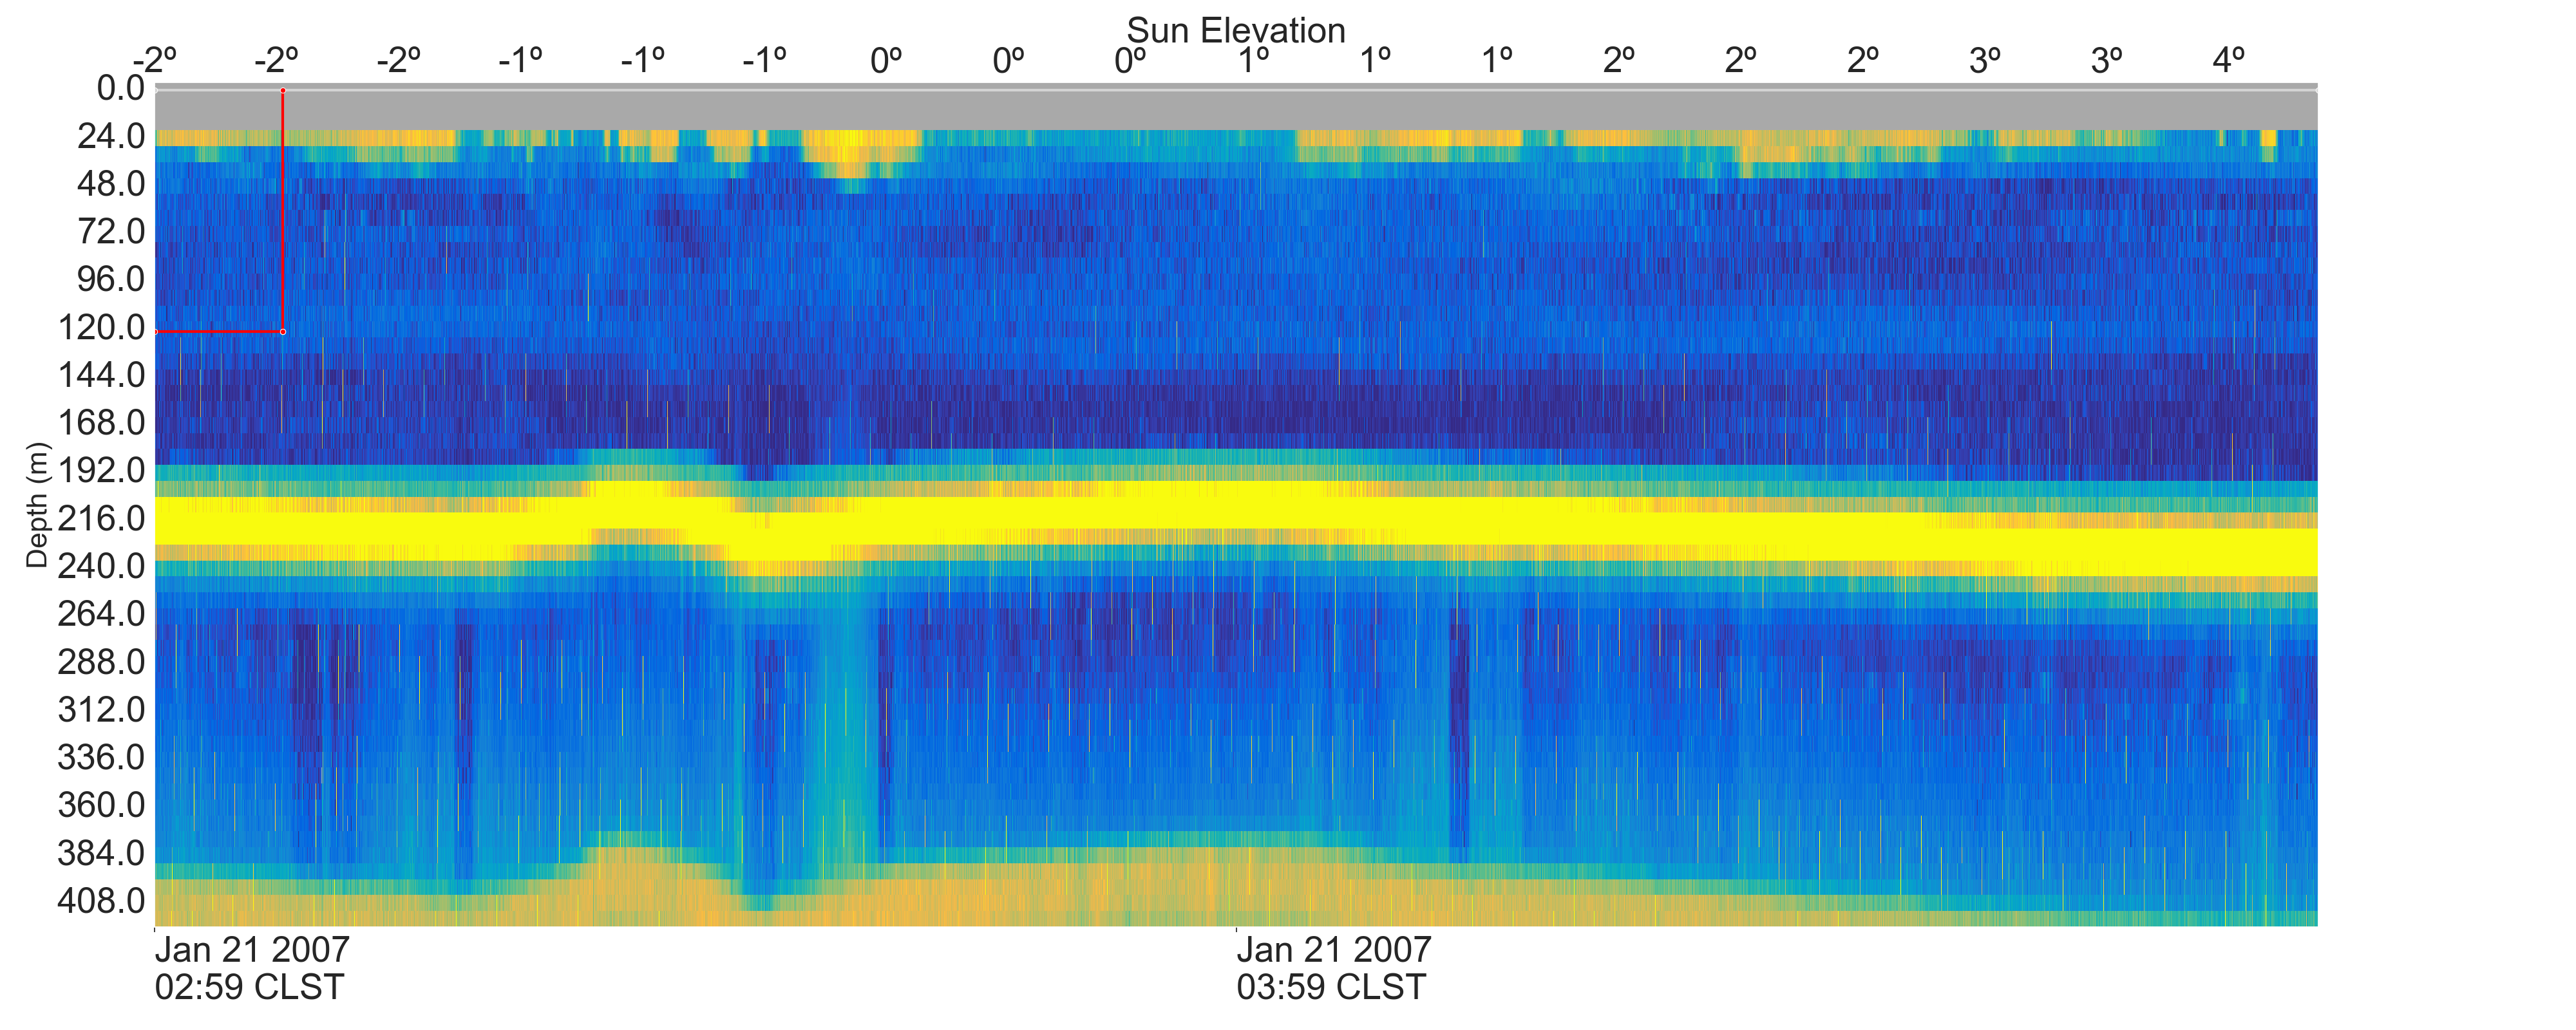 Sun Elevation
-2º -2º -2º -1º -1º -1º 0º 0º 0º 1º 1º 1º 2º 2º 2º 3º 3º 4º
Depth (m)
0.0
24.0
48.0
72.0
96.0
120.0
144.0
168.0
192.0
216.0
240.0
264.0
288.0
312.0
336.0
360.0
384.0
408.0
Jan 21 2007
02:59 CLST
Jan 21 2007
03:59 CLST